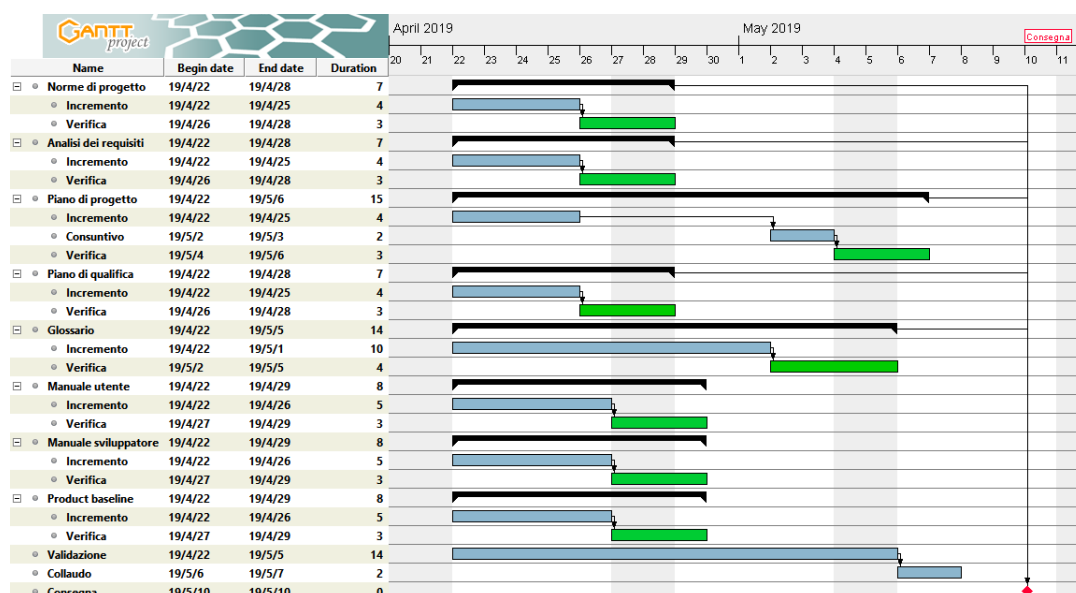 GANTT project
April 2019 May 2019
Consegna
20 21 22 23 24 25 26 27 28 29 30 1 2 3 4 5 6 7 8 9 10 11
Name Begin date End date Duration
Norme di progetto 19/4/22 19/4/28 7
Incremento 19/4/22 19/4/25 4
Verifica 19/4/26 19/4/28 3
Analisi dei requisiti 19/4/22 19/4/28 7
Incremento 19/4/22 19/4/25 4
Verifica 19/4/26 19/4/28 3
Piano di progetto 19/4/22 19/5/6 15
Incremento 19/4/22 19/4/25 4
Consuntivo 19/5/2 19/5/3 2
Verifica 19/5/4 19/5/6 3
Piano di qualifica 19/4/22 19/4/28 7
Incremento 19/4/22 19/4/25 4
Verifica 19/4/26 19/4/28 3
Glossario 19/4/22 19/5/5 14
Incremento 19/4/22 19/5/1 10
Verifica 19/5/2 19/5/5 4
Manuale utente 19/4/22 19/4/29 8
Incremento 19/4/22 19/4/26 5
Verifica 19/4/27 19/4/29 3
Manuale sviluppatore 19/4/22 19/4/29 8
Incremento 19/4/22 19/4/26 5
Verifica 19/4/27 19/4/29 3
Product baseline 19/4/22 19/4/29 8
Incremento 19/4/22 19/4/26 5
Verifica 19/4/27 19/4/29 3
Validazione 19/4/22 19/5/5 14
Collaudo 19/5/6 19/5/7 2
Consegna 19/5/10 19/5/10 0